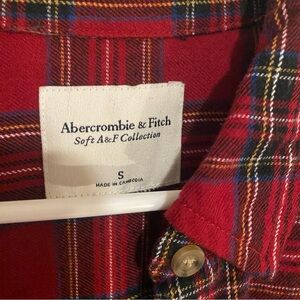 Abercrombie & Fitch
Soft A&F Collection
S
MADE IN CAMBODIA